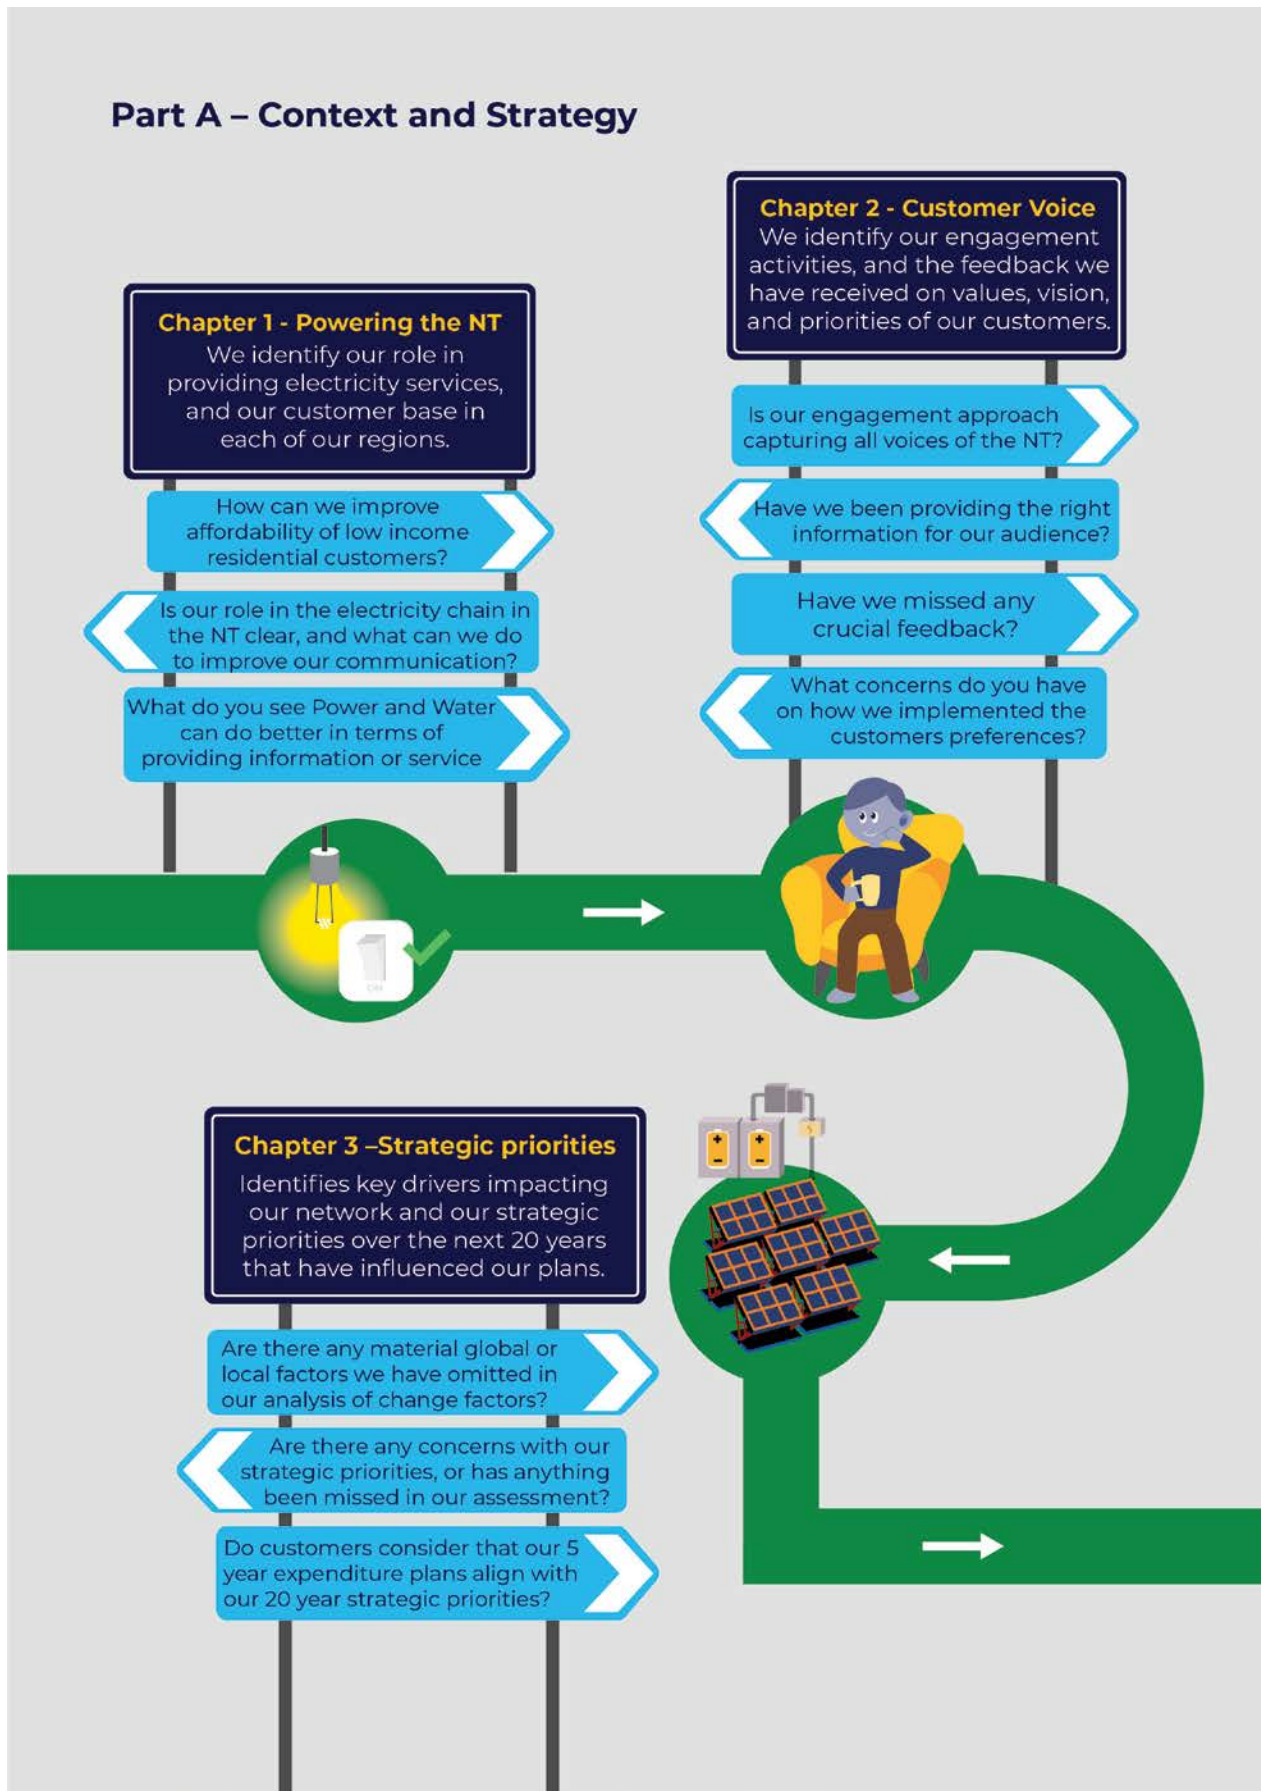 Part A – Context and Strategy
Chapter 1 - Powering the NT
We identify our role in
providing electricity services,
and our customer base in
each of our regions.
How can we improve
affordability of low income
residential customers?
Is our role in the electricity chain in
the NT clear, and what can we do
to improve our communication?
What do you see Power and Water
can do better in terms of
providing information or service
Chapter 2 - Customer Voice
We identify our engagement
activities, and the feedback we
have received on values, vision,
and priorities of our customers.
Is our engagement approach
capturing all voices of the NT?
Have we been providing the right
information for our audience?
Have we missed any
crucial feedback?
What concerns do you have
on how we implemented the
customers preferences?
ON
Chapter 3 –Strategic priorities
Identifies key drivers impacting
our network and our strategic
priorities over the next 20 years
that have influenced our plans.
Are there any material global or
local factors we have omitted in
our analysis of change factors?
Are there any concerns with our
strategic priorities, or has anything
been missed in our assessment?
Do customers consider that our 5
year expenditure plans align with
our 20 year strategic priorities?